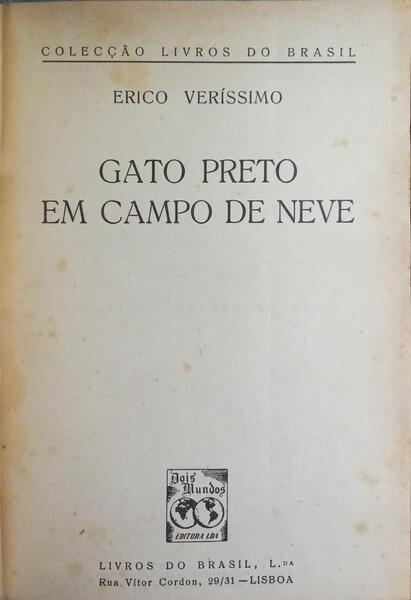 COLECÇÃO LIVROS DO BRASIL
ERICO VERÍSSIMO
GATO PRETO
EM CAMPO DE NEVE
Dois
Mundos
EDITORA LDA
LIVROS DO BRASIL, L.DA
Rua Vítor Cordon, 29/31—LISBOA